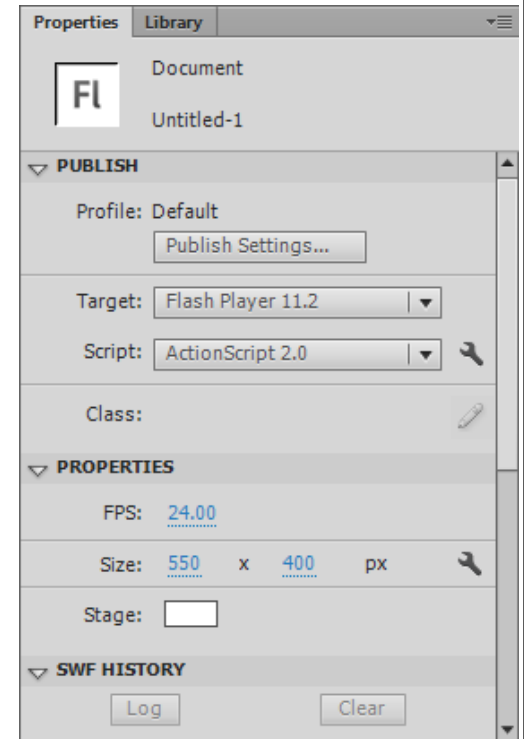 Properties Library
Fl
Document
Untitled-1
PUBLISH
Profile: Default
Publish Settings...
Target: Flash Player 11.2
Script: ActionScript 2.0
Class:
PROPERTIES
FPS: 24.00
Size: 550 x 400 px
Stage:
SWF HISTORY
Log Clear